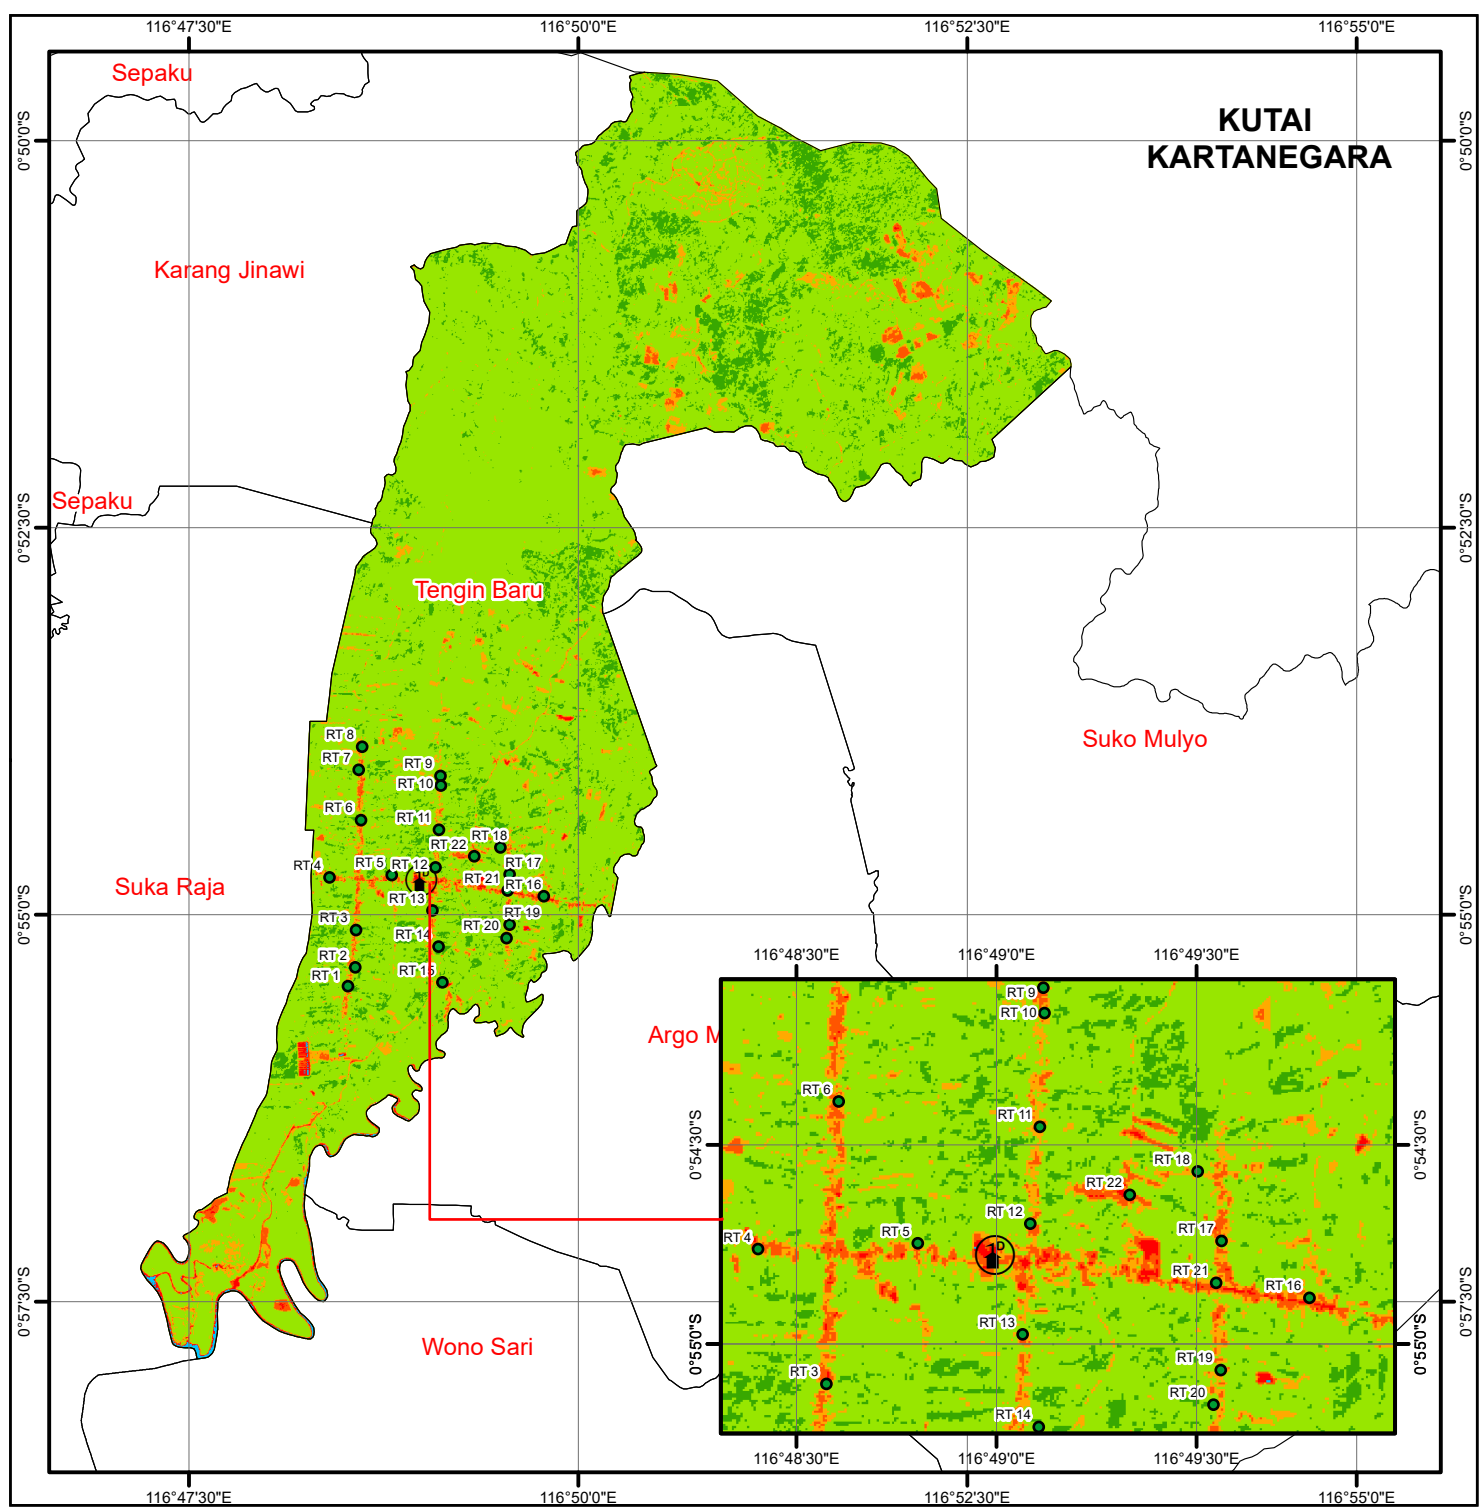 116°47'30"E 116°50'0"E 116°52'30"E 116°55'0"E
Sepaku
KUTAI
KARTANEGARA
0°50'0"S 0°50'0"S
Karang Jinawi
Sepaku
0°52'30"S 0°52'30"S
Tengin Baru
RT 8
Suko Mulyo
RT 7
RT 9
RT 10
RT 6
RT 11
RT 18
RT 22
RT 4
RT 5
RT 12
RT 17
D
RT 21
RT 16
Suka Raja
RT 13
0°55'0"S 0°55'0"S
RT 3
RT 19
RT 20
RT 14
RT 2
RT 1
RT 15
116°48'30"E 116°49'0"E 116°49'30"E
Argo M
RT 9
RT 10
RT 6
RT 11
0°54'30"S 0°54'30"S
RT 18
RT 22
RT 12
RT 4
RT 5
RT 17
D
RT 21
RT 16
0°57'30"S 0°57'30"S
RT 13
0°55'0"S 0°55'0"S
Wono Sari
RT 3
RT 19
RT 20
RT 14
116°48'30"E 116°49'0"E 116°49'30"E
116°47'30"E 116°50'0"E 116°52'30"E 116°55'0"E